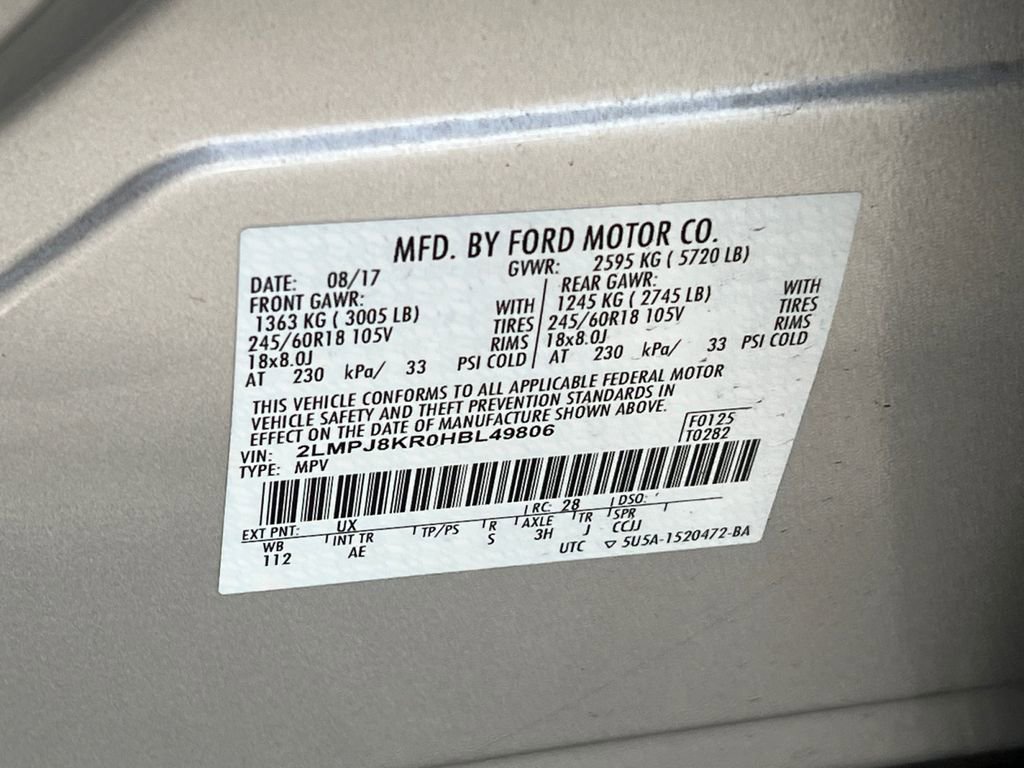 MFD. BY FORD MOTOR CO.
DATE: 08/17 GVWR: 2595 KG ( 5720 LB)
FRONT GAWR: REAR GAWR:
1363 KG ( 3005 LB) WITH 1245 KG ( 2745 LB) WITH
245/60R18 105V TIRES 245/60R18 105V TIRES
18x8.0J RIMS 18x8.0J RIMS
AT 230 kPa/ 33 PSI COLD AT 230 kPa/ 33 PSI COLD
THIS VEHICLE CONFORMS TO ALL APPLICABLE FEDERAL MOTOR
VEHICLE SAFETY AND THEFT PREVENTION STANDARDS IN
EFFECT ON THE DATE OF MANUFACTURE SHOWN ABOVE.
VIN: 2LMPJ8KR0HBL49806 F0125
TYPE: MPV T0282
EXT PNT: UX RC: 28 DSO:
WB INT TR TP/PS R AXLE TR SPR
112 AE S 3H J CCJJ
UTC ▽ 5U5A-1520472-BA